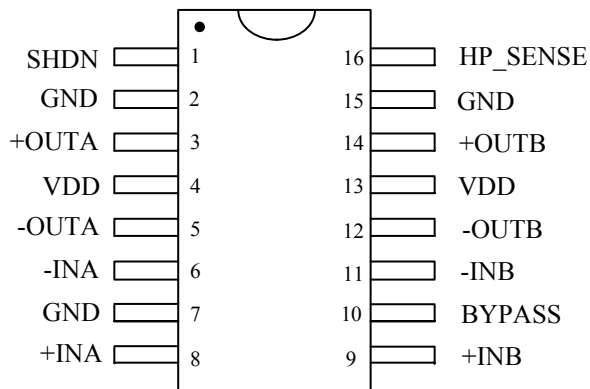 SHDN 1 16 HP_SENSE
GND 2 15 GND
+OUTA 3 14 +OUTB
VDD 4 13 VDD
-OUTA 5 12 -OUTB
-INA 6 11 -INB
GND 7 10 BYPASS
+INA 8 9 +INB